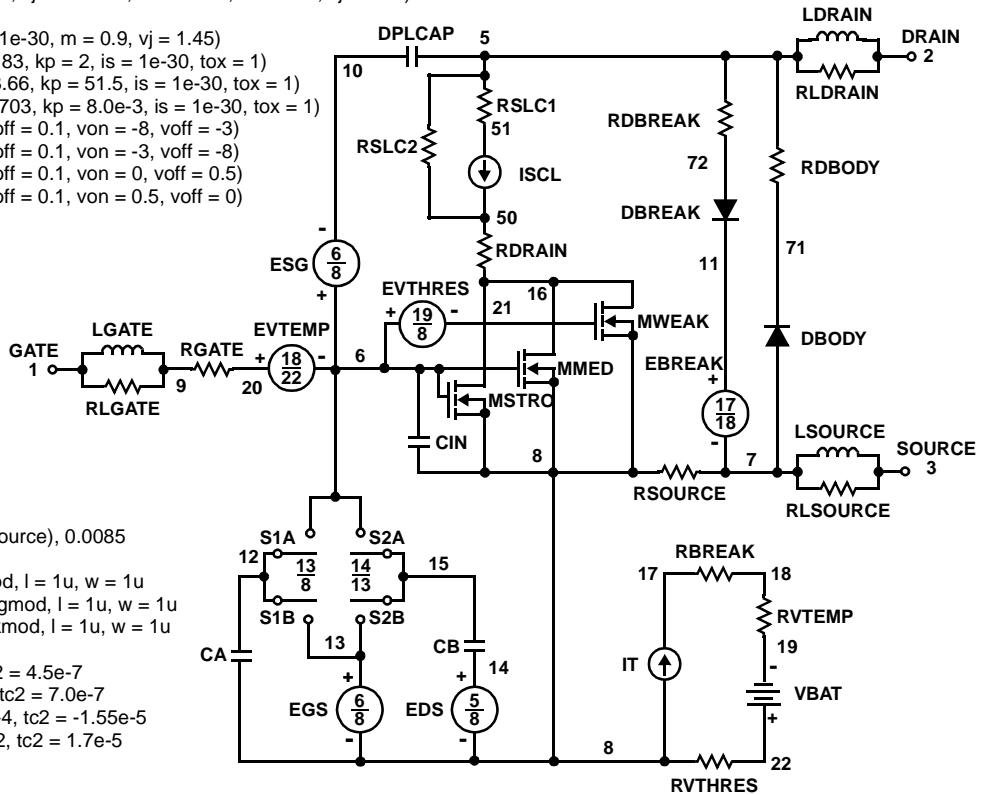 1e-30, m = 0.9, vj = 1.45)
83, kp = 2, is = 1e-30, tox = 1)
.66, kp = 51.5, is = 1e-30, tox = 1)
703, kp = 8.0e-3, is = 1e-30, tox = 1)
off = 0.1, von = -8, voff = -3)
off = 0.1, von = -3, voff = -8)
off = 0.1, von = 0, voff = 0.5)
off = 0.1, von = 0.5, voff = 0)
LDRAIN
DPLCAP
5
DRAIN
2
10
RLDRAIN
RSLC1
51
RDBREAK
RSLC2
72
RDBODY
ISCL
DBREAK
50
-
RDRAIN
71
6
8
ESG
11
EVTHRES
16
+
+
19
8
-
21
MWEAK
LGATE
EVTEMP
DBODY
GATE
1
RGATE
+
18
22
-
6
EBREAK
+
MMED
9
20
MSTRO
17
18
RLGATE
-
LSOURCE
CIN
8
7
SOURCE
3
RSOURCE
RLSOURCE
ource), 0.0085
S1A
S2A
12
13
8
14
13
15
RBREAK
od, l = 1u, w = 1u
17
18
gmod, l = 1u, w = 1u
S1B
S2B
RVTEMP
kmod, l = 1u, w = 1u
13
CB
19
CA
14
IT
-
2 = 4.5e-7
+
+
VBAT
tc2 = 7.0e-7
EGS
6
8
EDS
5
8
+
-4, tc2 = -1.55e-5
-
-
8
2, tc2 = 1.7e-5
22
RVTHRES